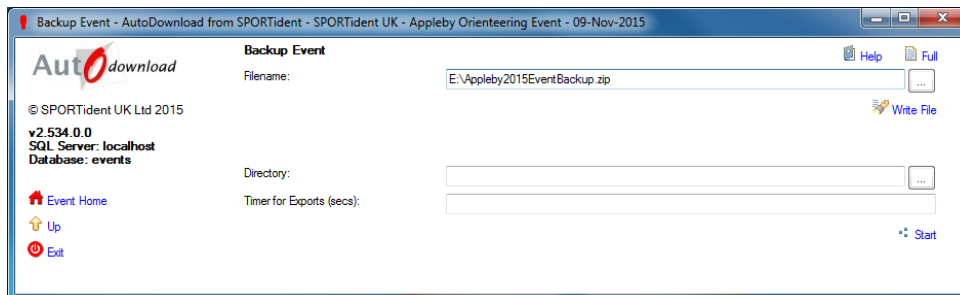 Backup Event - AutoDownload from SPORTident - SPORTident UK - Appleby Orienteering Event - 09-Nov-2015
AutOdownload
Backup Event
Help
Full
Filename:
E:\Appleby2015EventBackup.zip
...
© SPORTident UK Ltd 2015
Write File
v2.534.0.0
SQL Server: localhost
Database: events
Directory:
...
Event Home
Timer for Exports (secs):
Up
Start
Exit